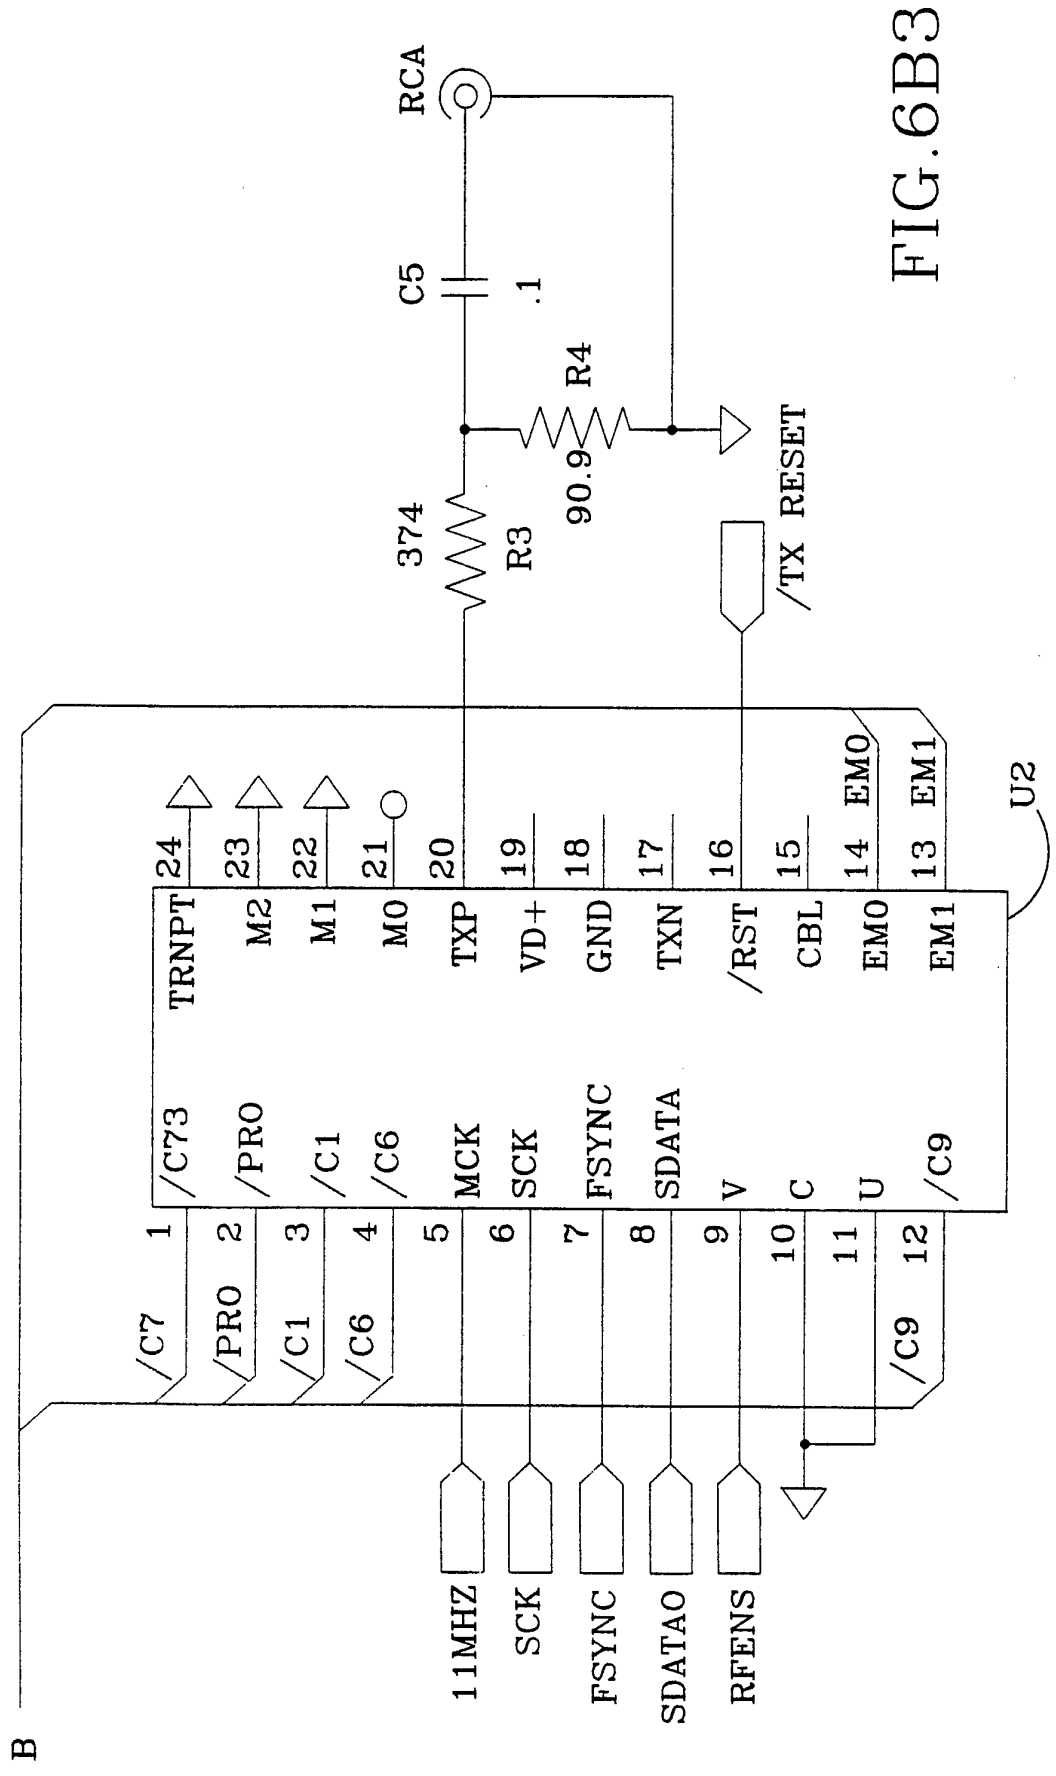 B
/C7
/PRO
/C1
/C6
/C9
11MHZ
SCK
FSYNC
SDATAO
RFENS
1
2
3
4
5
6
7
8
9
10
11
12
/C73
/PRO
/C1
/C6
MCK
SCK
FSYNC
SDATA
V
C
U
/C9
TRNPT
M2
M1
M0
TXP
VD+
GND
TXN
/RST
CBL
EM0
EM1
24
23
22
21
20
19
18
17
16
15
14 EM0
13 EM1
U2
374
R3
R4
90.9
C5
.1
RCA
/TX RESET
FIG.6B3